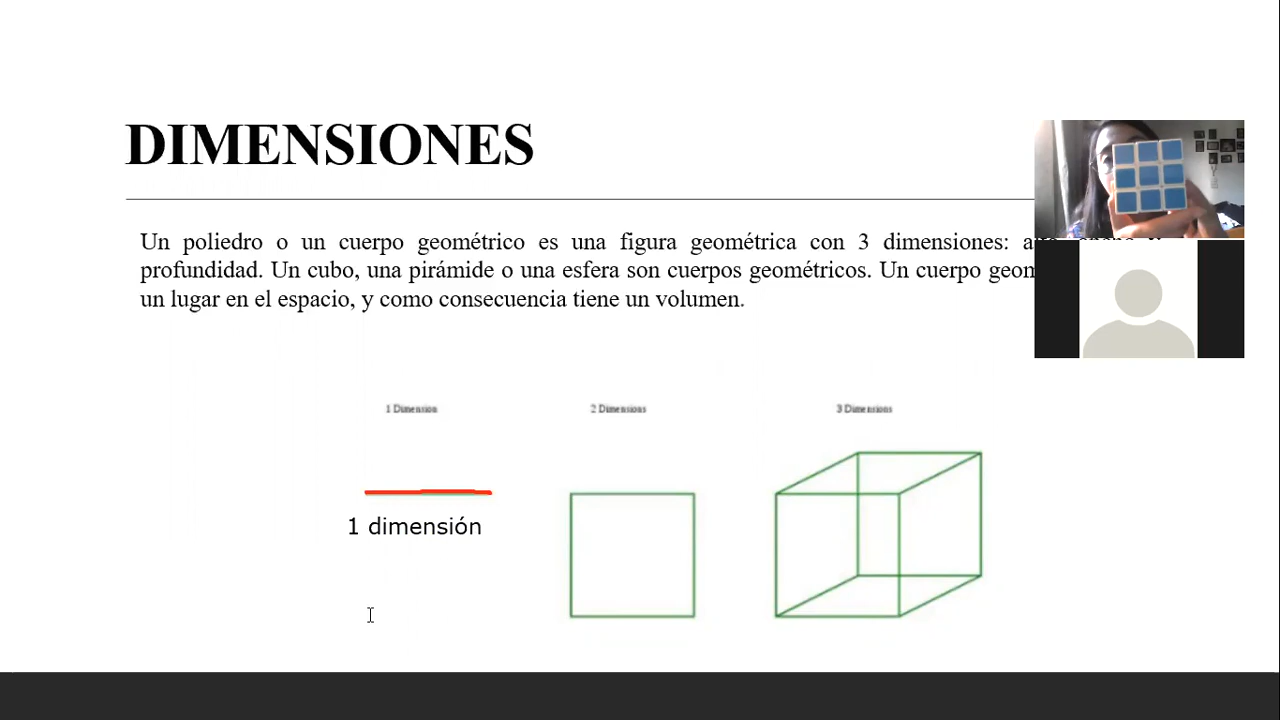 DIMENSIONES
Un poliedro o un cuerpo geométrico es una figura geométrica con 3 dimensiones:
profundidad. Un cubo, una pirámide o una esfera son cuerpos geométricos. Un cuerpo geom
un lugar en el espacio, y como consecuencia tiene un volumen.
1 Dimension 2 Dimensions 3 Dimensions
1 dimensión